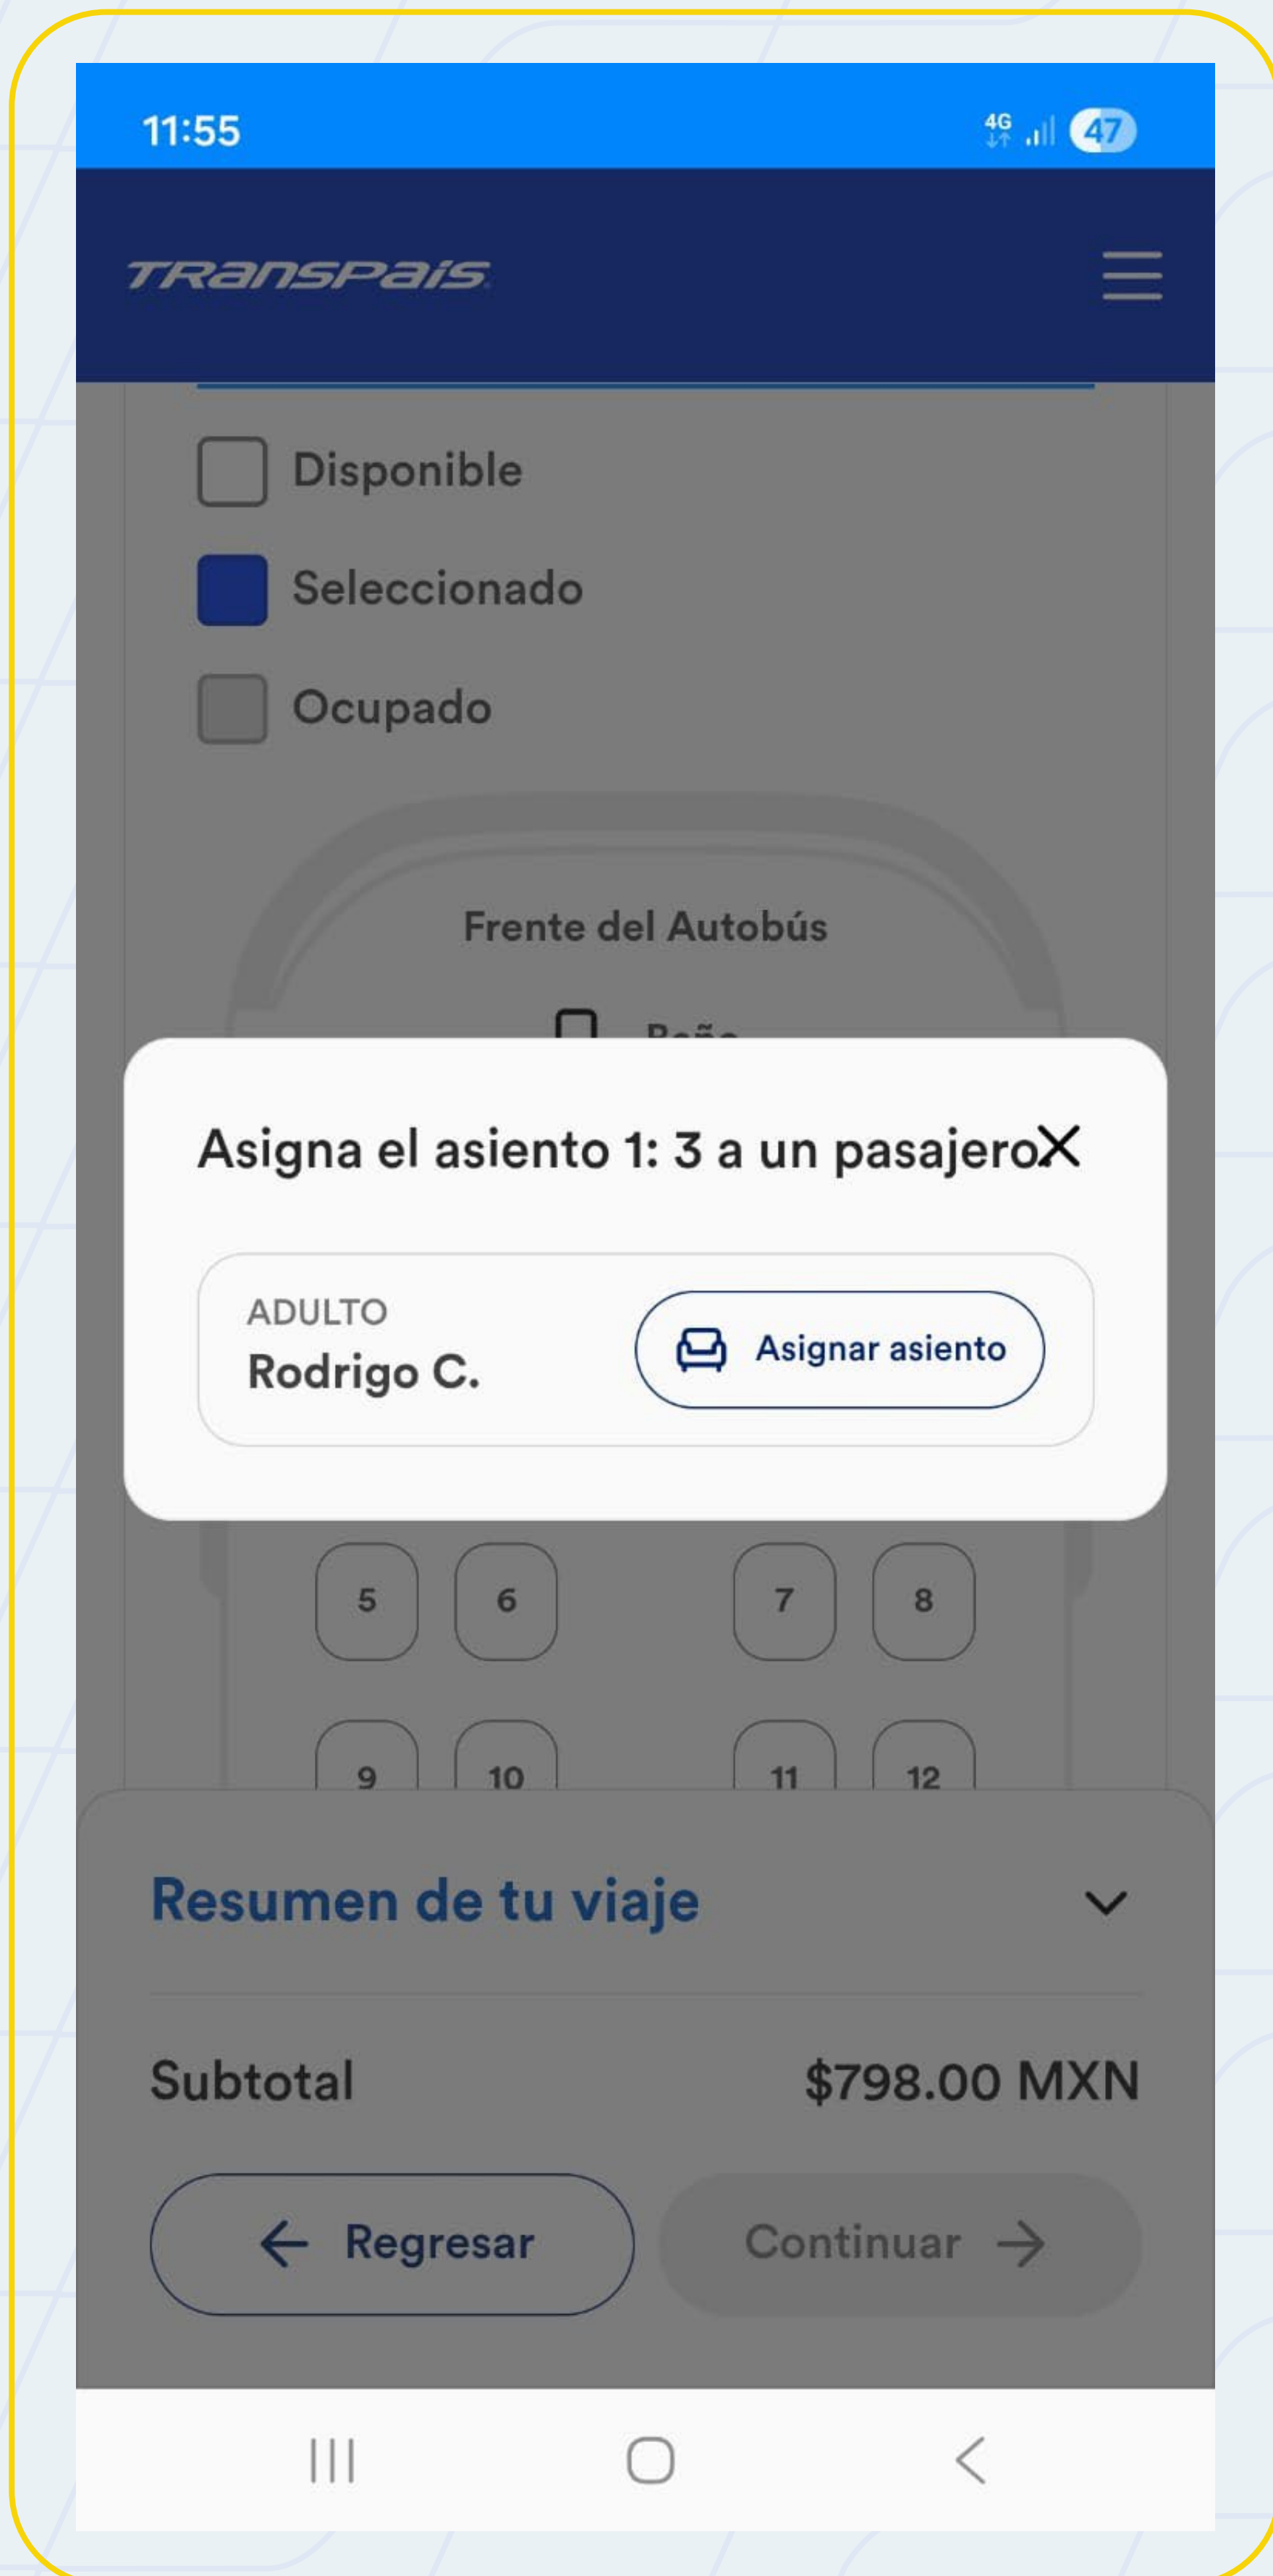 11:55
4G
47
TRANSPAIS
Disponible
Seleccionado
Ocupado
Frente del Autobús
Baño
Asigna el asiento 1: 3 a un pasajero.
ADULTO
Rodrigo C.
Asignar asiento
5 6 7 8
9 10 11 12
Resumen de tu viaje
Subtotal $798.00 MXN
Regresar Continuar